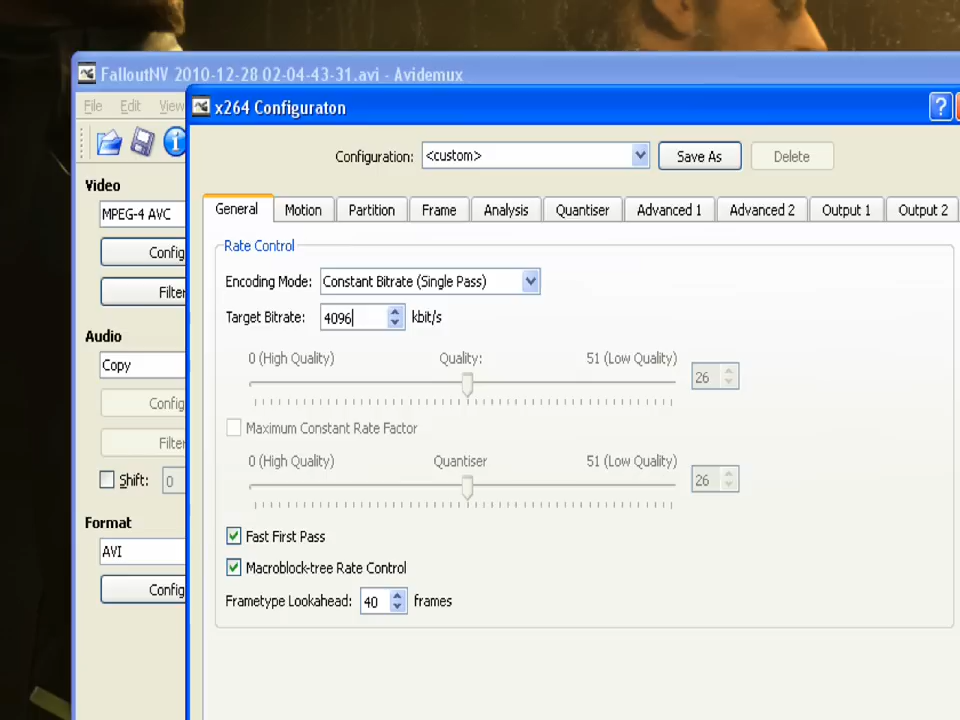 FalloutNV 2010-12-28 02-04-43-31.avi - Avidemux
File Edit View
x264 Configuraton
?
Configuration: <custom> Save As Delete
Video
MPEG-4 AVC
Config
Filter
Audio
Copy
Config
Filter
Shift: 0
Format
AVI
Config
General Motion Partition Frame Analysis Quantiser Advanced 1 Advanced 2 Output 1 Output 2
Rate Control
Encoding Mode: Constant Bitrate (Single Pass)
Target Bitrate: 4096 kbit/s
0 (High Quality) Quality: 51 (Low Quality)
26
Maximum Constant Rate Factor
0 (High Quality) Quantiser 51 (Low Quality)
26
Fast First Pass
Macroblock-tree Rate Control
Frametype Lookahead: 40 frames